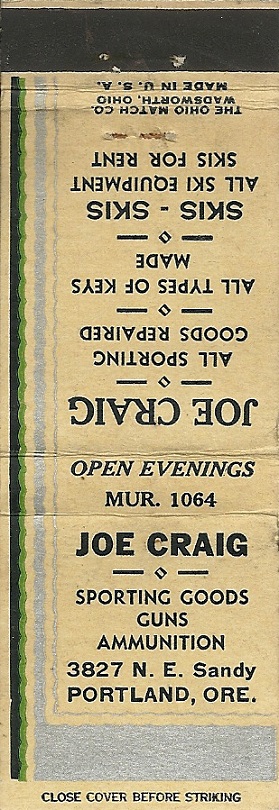 THE OHIO MATCH CO.
WADSWORTH, OHIO
MADE IN U. S. A.
JOE CRAIG
ALL SPORTING
GOODS REPAIRED
ALL TYPES OF KEYS
MADE
SKIS - SKIS
ALL SKI EQUIPMENT
SKIS FOR RENT
OPEN EVENINGS
MUR. 1064
JOE CRAIG
SPORTING GOODS
GUNS
AMMUNITION
3827 N. E. Sandy
PORTLAND, ORE.
CLOSE COVER BEFORE STRIKING